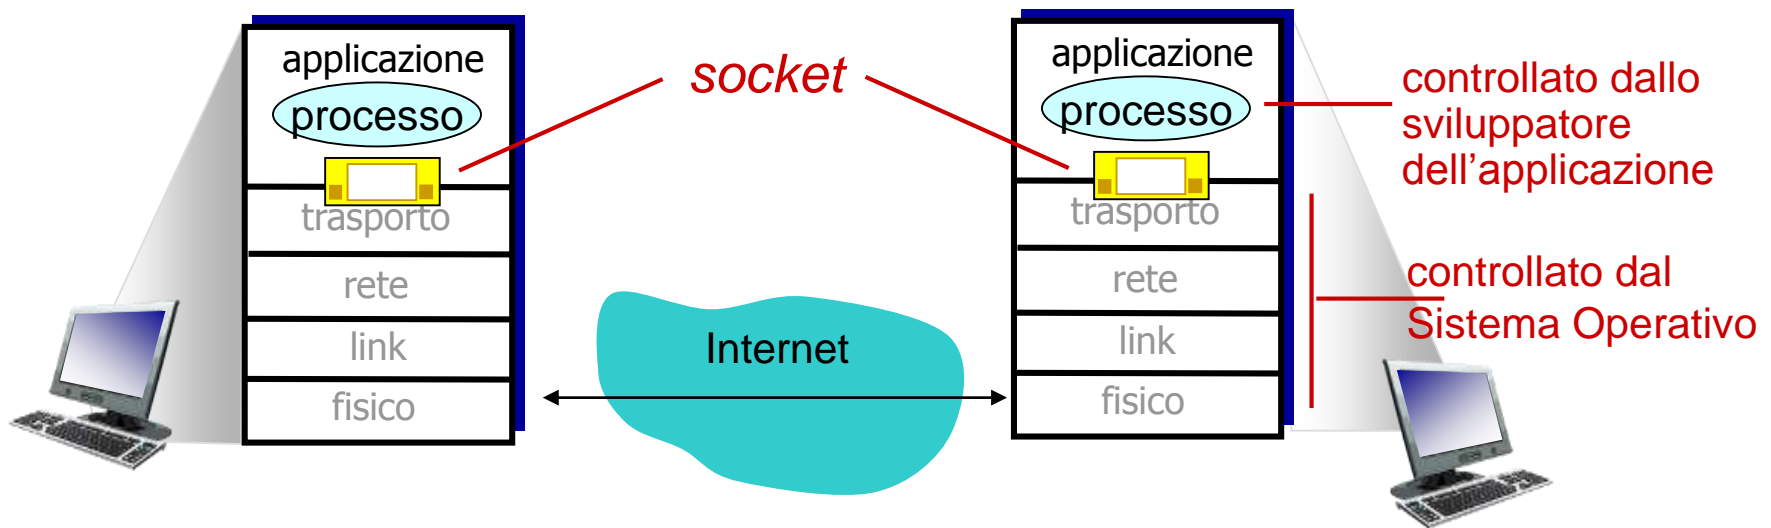 applicazione
processo
trasporto
rete
link
fisico
socket
Internet
applicazione
processo
trasporto
rete
link
fisico
controllato dallo
sviluppatore
dell’applicazione
controllato dal
Sistema Operativo